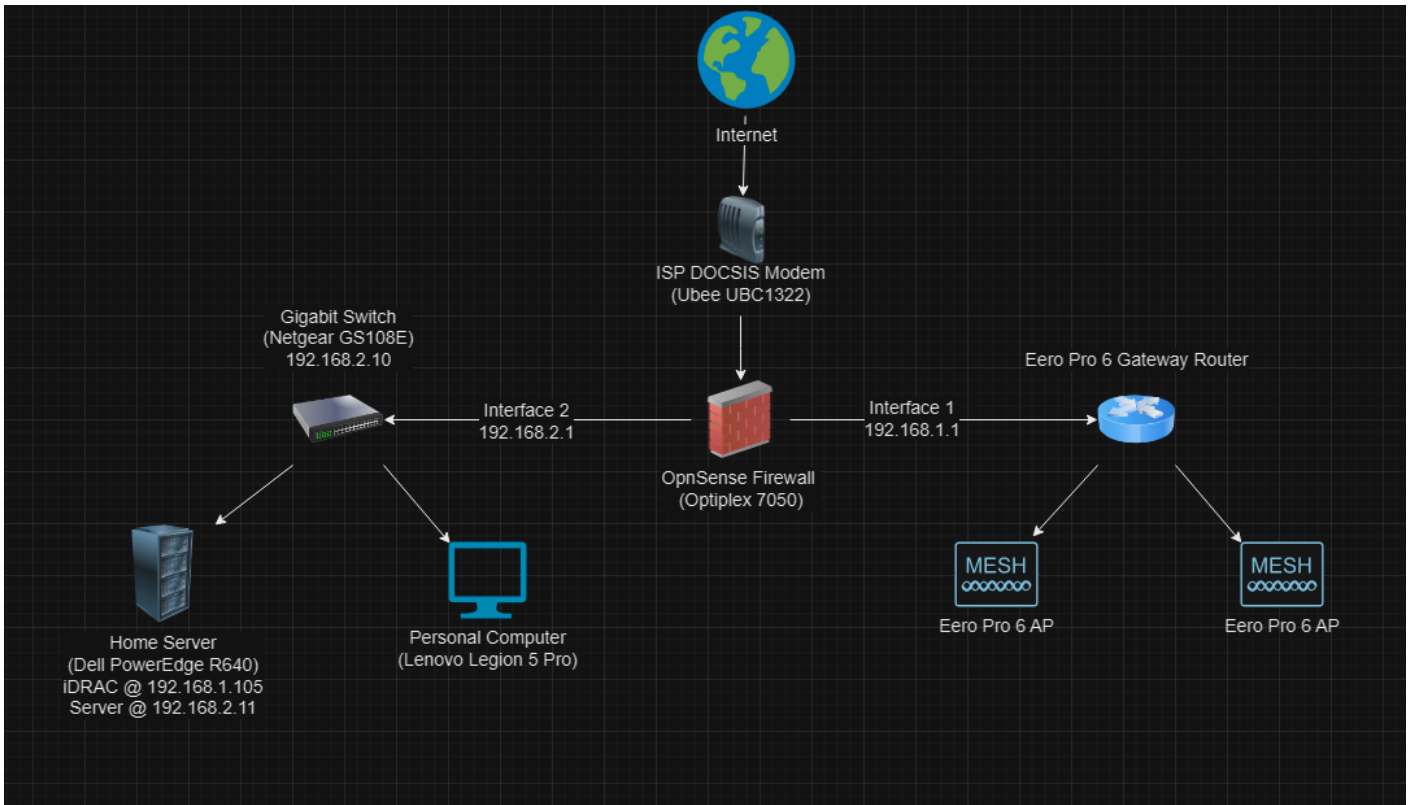 Internet
ISP DOCSIS Modem
(Ubee UBC1322)
Gigabit Switch
(Netgear GS108E)
192.168.2.10
Eero Pro 6 Gateway Router
Interface 2
192.168.2.1
Interface 1
192.168.1.1
OpnSense Firewall
(Optiplex 7050)
MESH
MESH
Eero Pro 6 AP
Eero Pro 6 AP
Home Server
(Dell PowerEdge R640)
iDRAC @ 192.168.1.105
Server @ 192.168.2.11
Personal Computer
(Lenovo Legion 5 Pro)